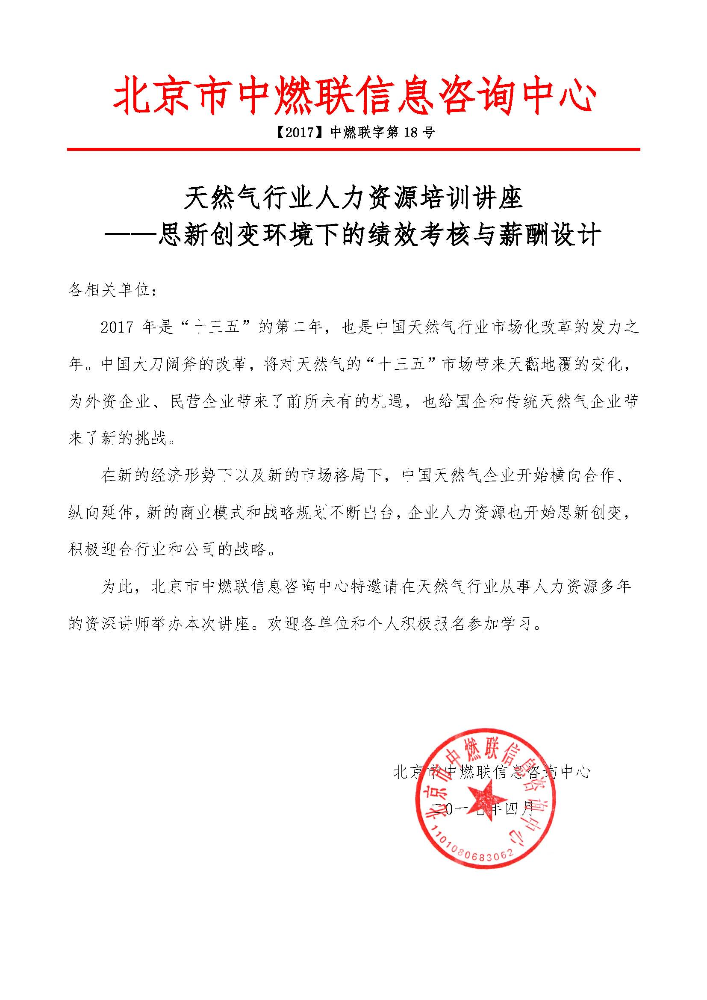 北京市中燃联信息咨询中心
【2017】中燃联字第 18 号
天然气行业人力资源培训讲座
——思新创变环境下的绩效考核与薪酬设计
各相关单位：
2017 年是“十三五”的第二年，也是中国天然气行业市场化改革的发力之
年。中国大刀阔斧的改革，将对天然气的“十三五”市场带来天翻地覆的变化，
为外资企业、民营企业带来了前所未有的机遇，也给国企和传统天然气企业带
来了新的挑战。
在新的经济形势下以及新的市场格局下，中国天然气企业开始横向合作、
纵向延伸，新的商业模式和战略规划不断出台，企业人力资源也开始思新创变，
积极迎合行业和公司的战略。
为此，北京市中燃联信息咨询中心特邀请在天然气行业从事人力资源多年
的资深讲师举办本次讲座。欢迎各单位和个人积极报名参加学习。
北京市中燃联信息咨询中心
二0一七年四月
北京市中燃联信息咨询中心
1101080683062